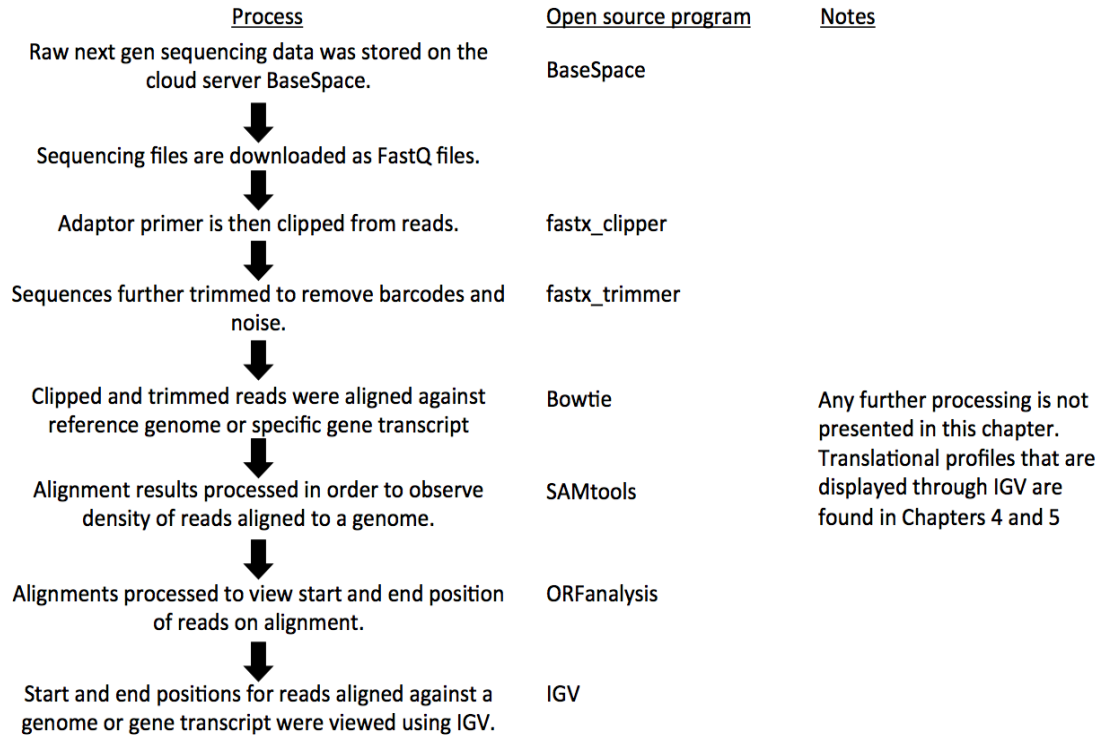 Process Open source program Notes
Raw next gen sequencing data was stored on the
cloud server BaseSpace.
BaseSpace
Sequencing files are downloaded as FastQ files.
Adaptor primer is then clipped from reads.
fastx_clipper
Sequences further trimmed to remove barcodes and
noise.
fastx_trimmer
Clipped and trimmed reads were aligned against
reference genome or specific gene transcript
Bowtie
Any further processing is not
presented in this chapter.
Translational profiles that are
displayed through IGV are
found in Chapters 4 and 5
Alignment results processed in order to observe
density of reads aligned to a genome.
SAMtools
Alignments processed to view start and end position
of reads on alignment.
ORFanalysis
Start and end positions for reads aligned against a
genome or gene transcript were viewed using IGV.
IGV